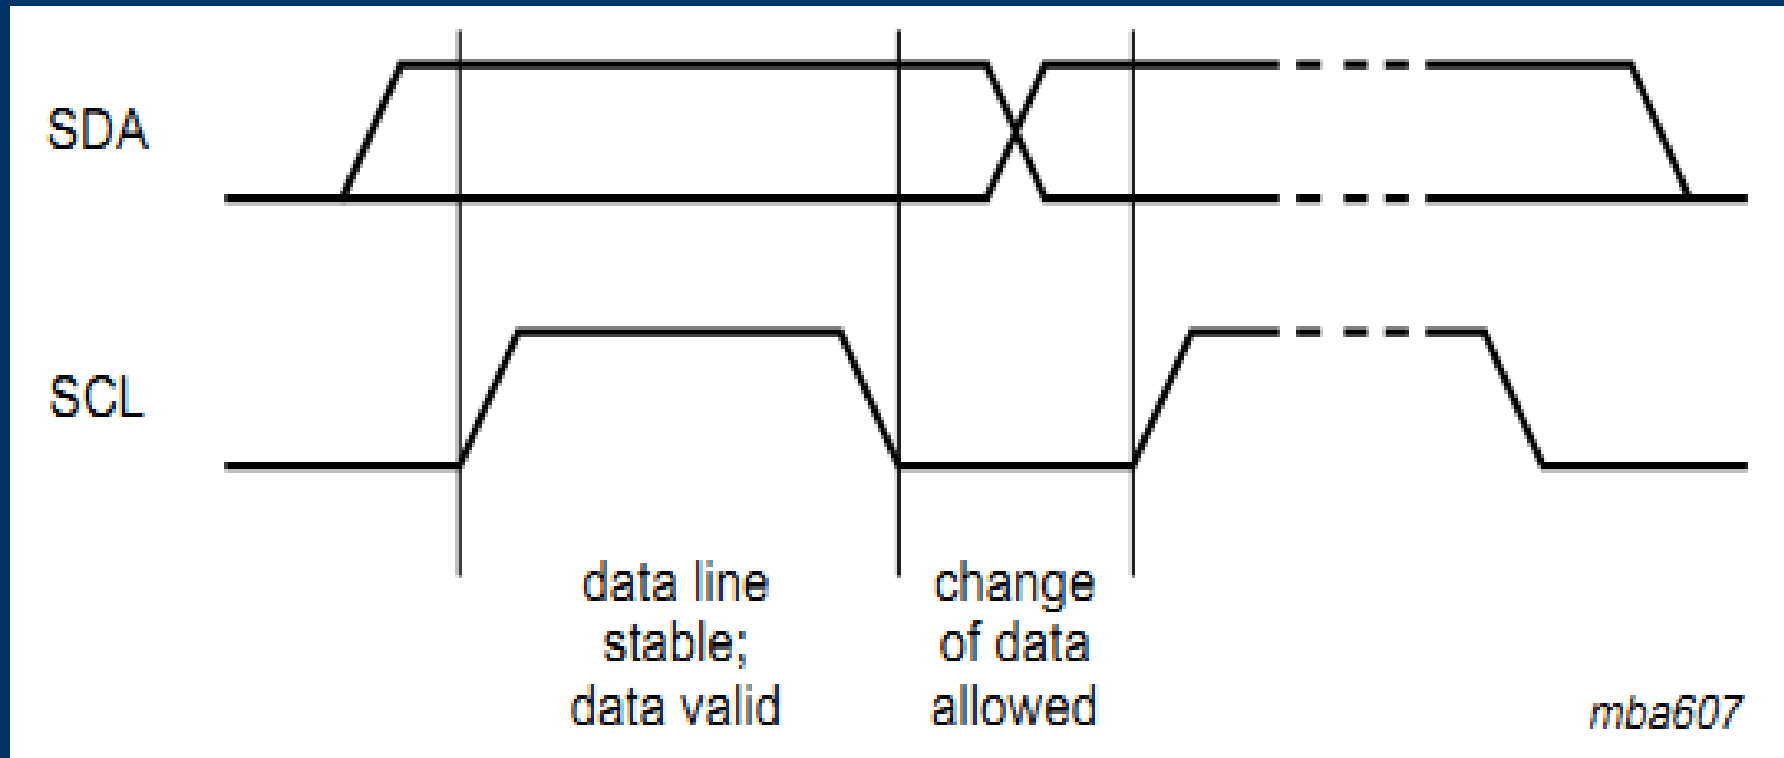 SDA
SCL
data line
stable;
data valid
change
of data
allowed
mba607